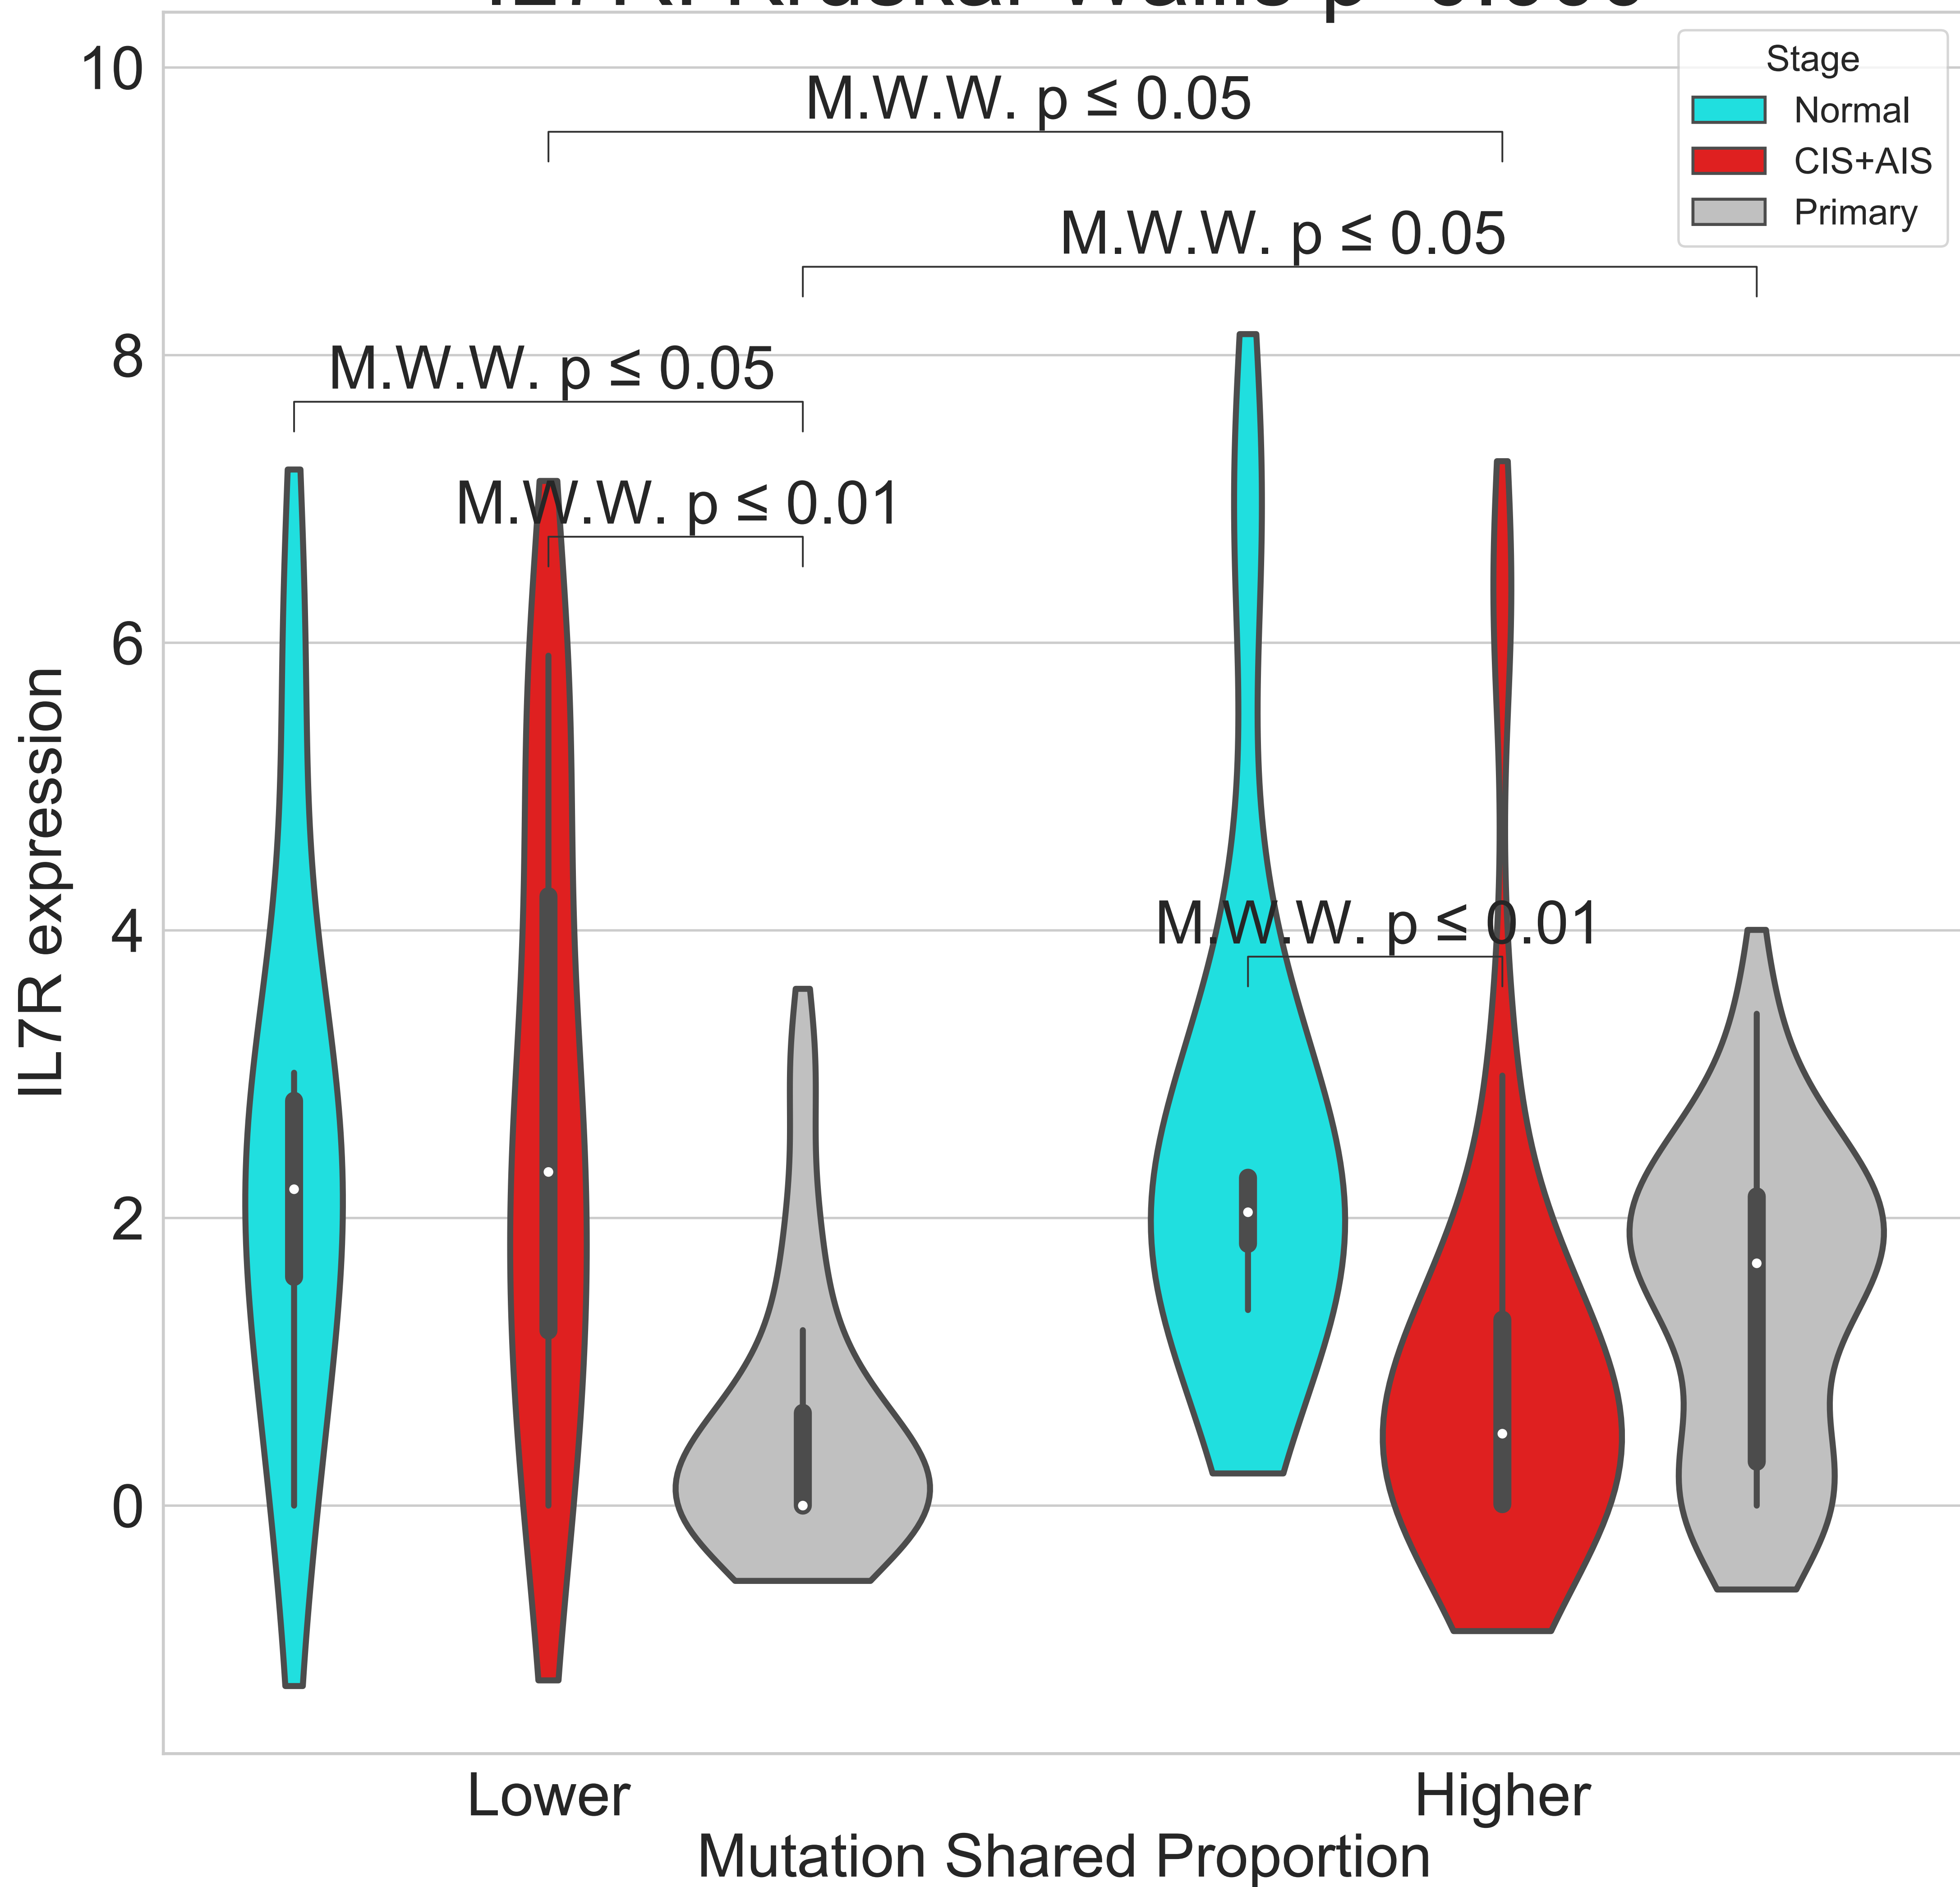 10
8
6
4
2
0
IL7R expression
M.W.W. p ≤ 0.05
M.W.W. p ≤ 0.05
M.W.W. p ≤ 0.05
M.W.W. p ≤ 0.01
M.W.W. p ≤ 0.01
Stage
Normal
CIS+AIS
Primary
Lower
Higher
Mutation Shared Proportion